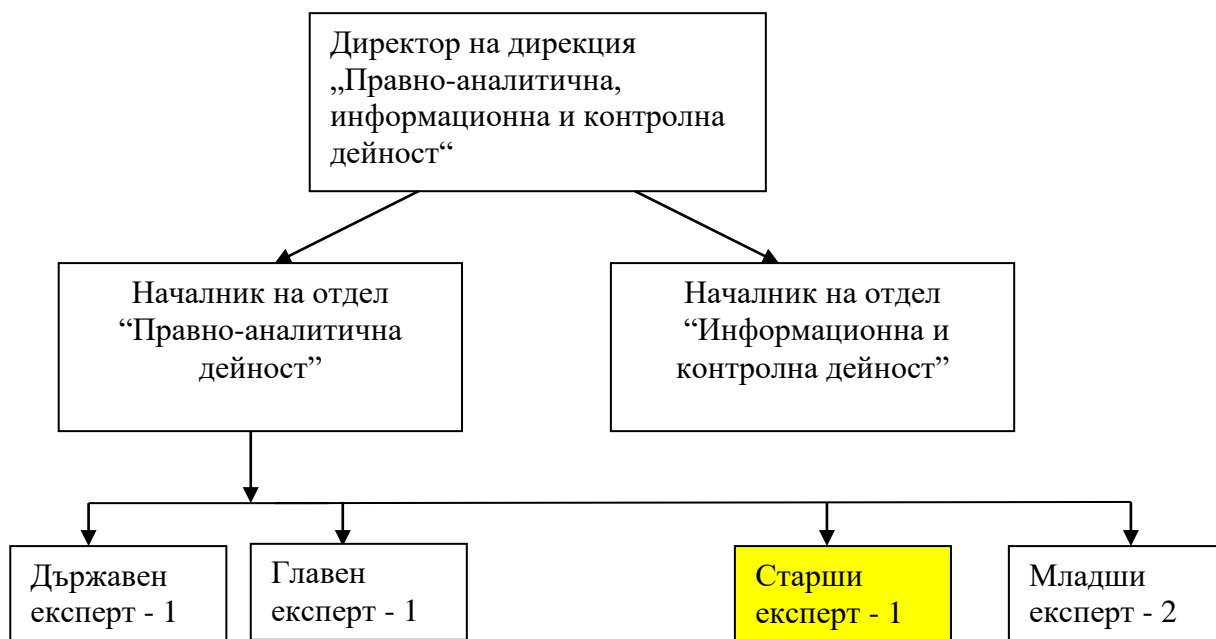 Директор на дирекция
„Правно-аналитична,
информационна и контролна
дейност“
Началник на отдел
“Правно-аналитична
дейност”
Началник на отдел
“Информационна и
контролна дейност”
Държавен
експерт - 1
Главен
експерт - 1
Старши
експерт - 1
Младши
експерт - 2